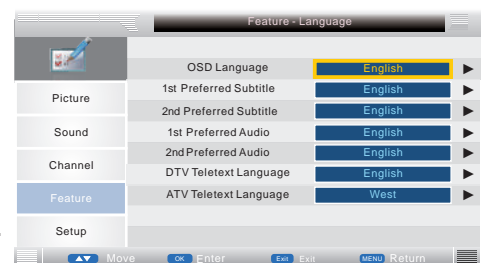 Feature - Language
OSD Language English
1st Preferred Subtitle English
2nd Preferred Subtitle English
1st Preferred Audio English
2nd Preferred Audio English
DTV Teletext Language English
ATV Teletext Language West
Picture
Sound
Channel
Feature
Setup
Move OK Enter Exit Exit MENU Return